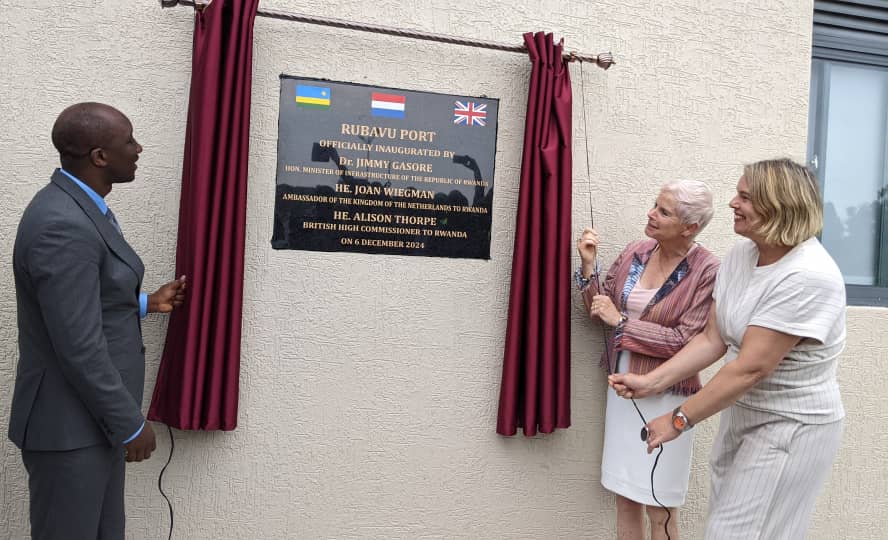 RUBAVU PORT
OFFICIALLY INAUGURATED BY
Dr. JIMMY GASORE
HON. MINISTER OF INFRASTRUCTURE OF THE REPUBLIC OF RWANDA
HE. JOAN WIEGMAN
AMBASSADOR OF THE KINGDOM OF THE NETHERLANDS TO RWANDA
HE. ALISON THORPE
BRITISH HIGH COMMISSIONER TO RWANDA
ON 6 DECEMBER 2024